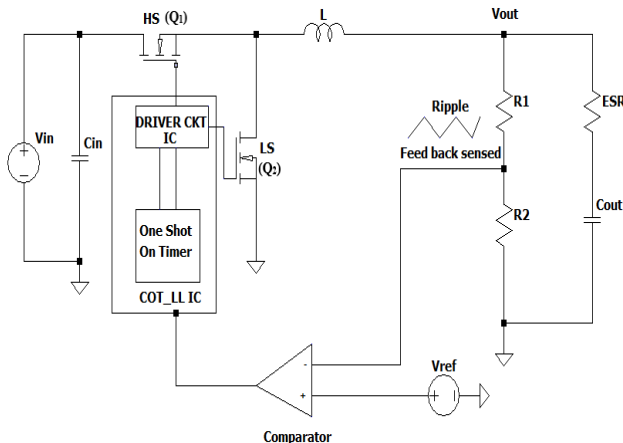 HS (Q1)
L
Vout
DRIVER CKT
IC
Vin
Cin
LS
(Q2)
Ripple
R1
ESR
Feed back sensed
One Shot
On Timer
R2
Cout
COT_LL IC
Vref
-
+
Comparator